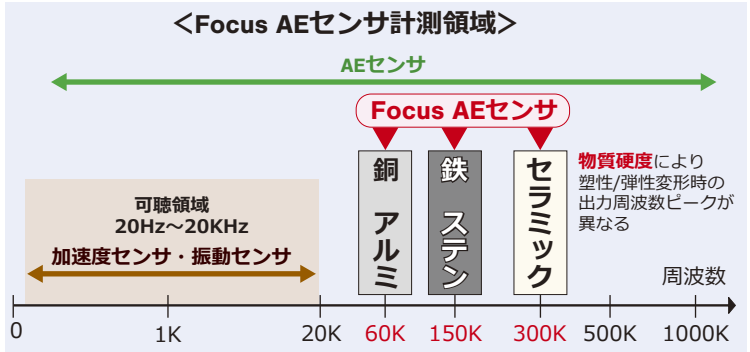 ＜Focus AEセンサ計測領域＞
AEセンサ
Focus AEセンサ
銅 アルミ
鉄 ステン
セラミック
物質硬度により
塑性/弾性変形時の
出力周波数ピークが
異なる
可聴領域
20Hz～20KHz
加速度センサ・振動センサ
周波数
0 1K 20K 60K 150K 300K 500K 1000K